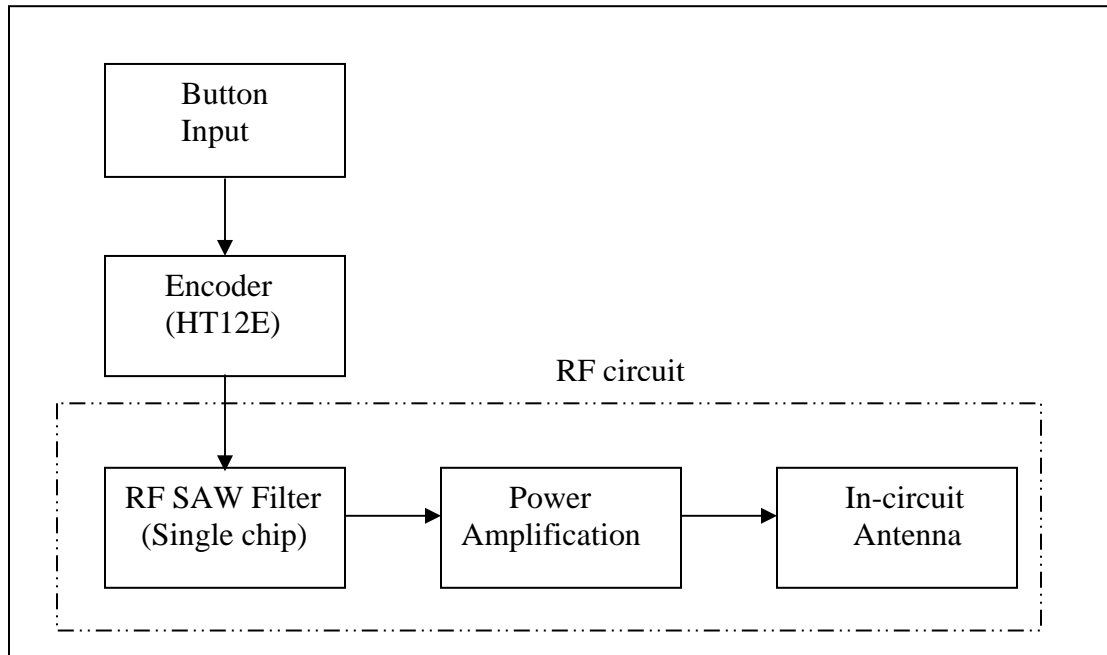 Button
Input
Encoder
(HT12E)
RF circuit
RF SAW Filter
(Single chip)
Power
Amplification
In-circuit
Antenna